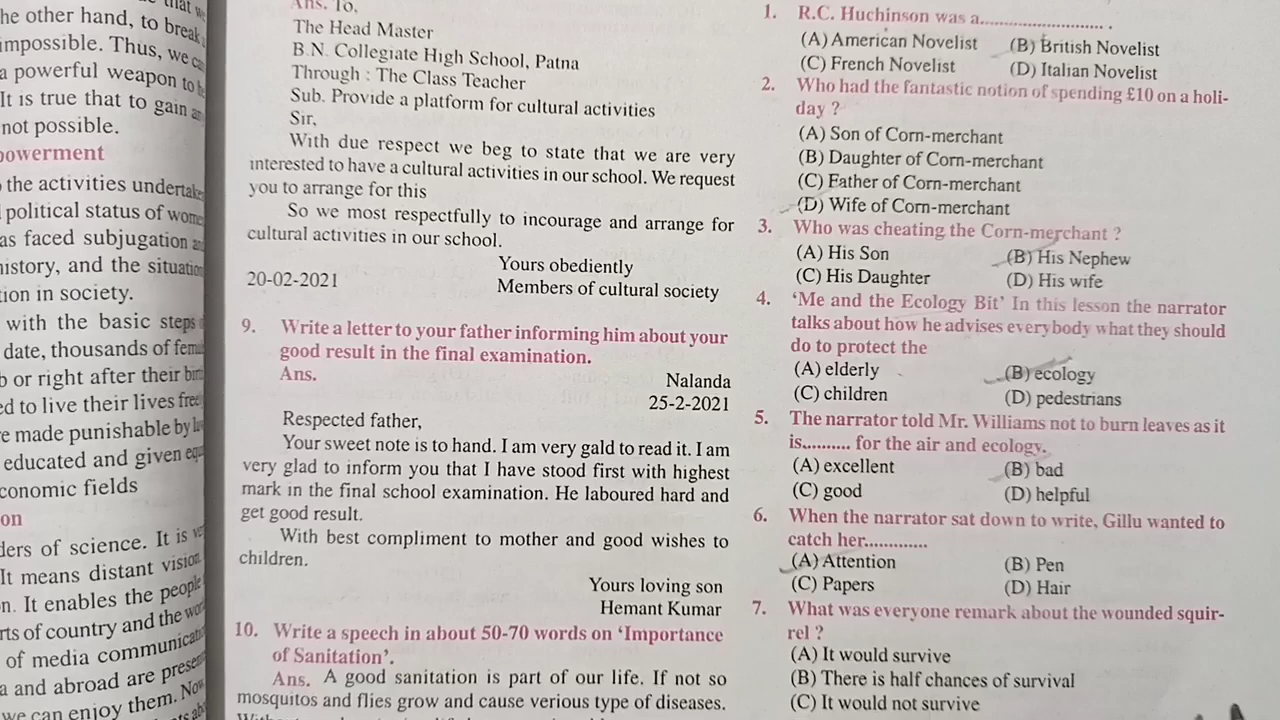 that
he other hand, to break
impossible. Thus, we
a powerful weapon to
It is true that to gain
not possible.
powerment
the activities undertake
political status of wome
as faced subjugation
history, and the situation
tion in society.
with the basic steps
date, thousands of fem
b or right after their bir
ed to live their lives free
e made punishable by
educated and given equ
conomic fields
on
ders of science. It is
It means distant vision
n. It enables the people
rts of country and the wor
of media communicati
a and abroad are presen
we can enjoy them. Now
Ans. To,
The Head Master
B.N. Collegiate High School, Patna
Through : The Class Teacher
Sub. Provide a platform for cultural activities
Sir,
With due respect we beg to state that we are very
interested to have a cultural activities in our school. We request
you to arrange for this
So we most respectfully to incourage and arrange for
cultural activities in our school.
Yours obediently
20-02-2021 Members of cultural society
9. Write a letter to your father informing him about your
good result in the final examination.
Ans. Nalanda
25-2-2021
Respected father,
Your sweet note is to hand. I am very gald to read it. I am
very glad to inform you that I have stood first with highest
mark in the final school examination. He laboured hard and
get good result.
With best compliment to mother and good wishes to
children.
Yours loving son
Hemant Kumar
10. Write a speech in about 50-70 words on ‘Importance
of Sanitation’.
Ans. A good sanitation is part of our life. If not so
mosquitos and flies grow and cause verious type of diseases.
1. R.C. Huchinson was a.......................... .
(A) American Novelist (B) British Novelist
(C) French Novelist (D) Italian Novelist
2. Who had the fantastic notion of spending £10 on a holi-
day ?
(A) Son of Corn-merchant
(B) Daughter of Corn-merchant
(C) Father of Corn-merchant
(D) Wife of Corn-merchant
3. Who was cheating the Corn-merchant ?
(A) His Son (B) His Nephew
(C) His Daughter (D) His wife
4. ‘Me and the Ecology Bit’ In this lesson the narrator
talks about how he advises everybody what they should
do to protect the
(A) elderly (B) ecology
(C) children (D) pedestrians
5. The narrator told Mr. Williams not to burn leaves as it
is.......... for the air and ecology.
(A) excellent (B) bad
(C) good (D) helpful
6. When the narrator sat down to write, Gillu wanted to
catch her.............
(A) Attention (B) Pen
(C) Papers (D) Hair
7. What was everyone remark about the wounded squir-
rel ?
(A) It would survive
(B) There is half chances of survival
(C) It would not survive